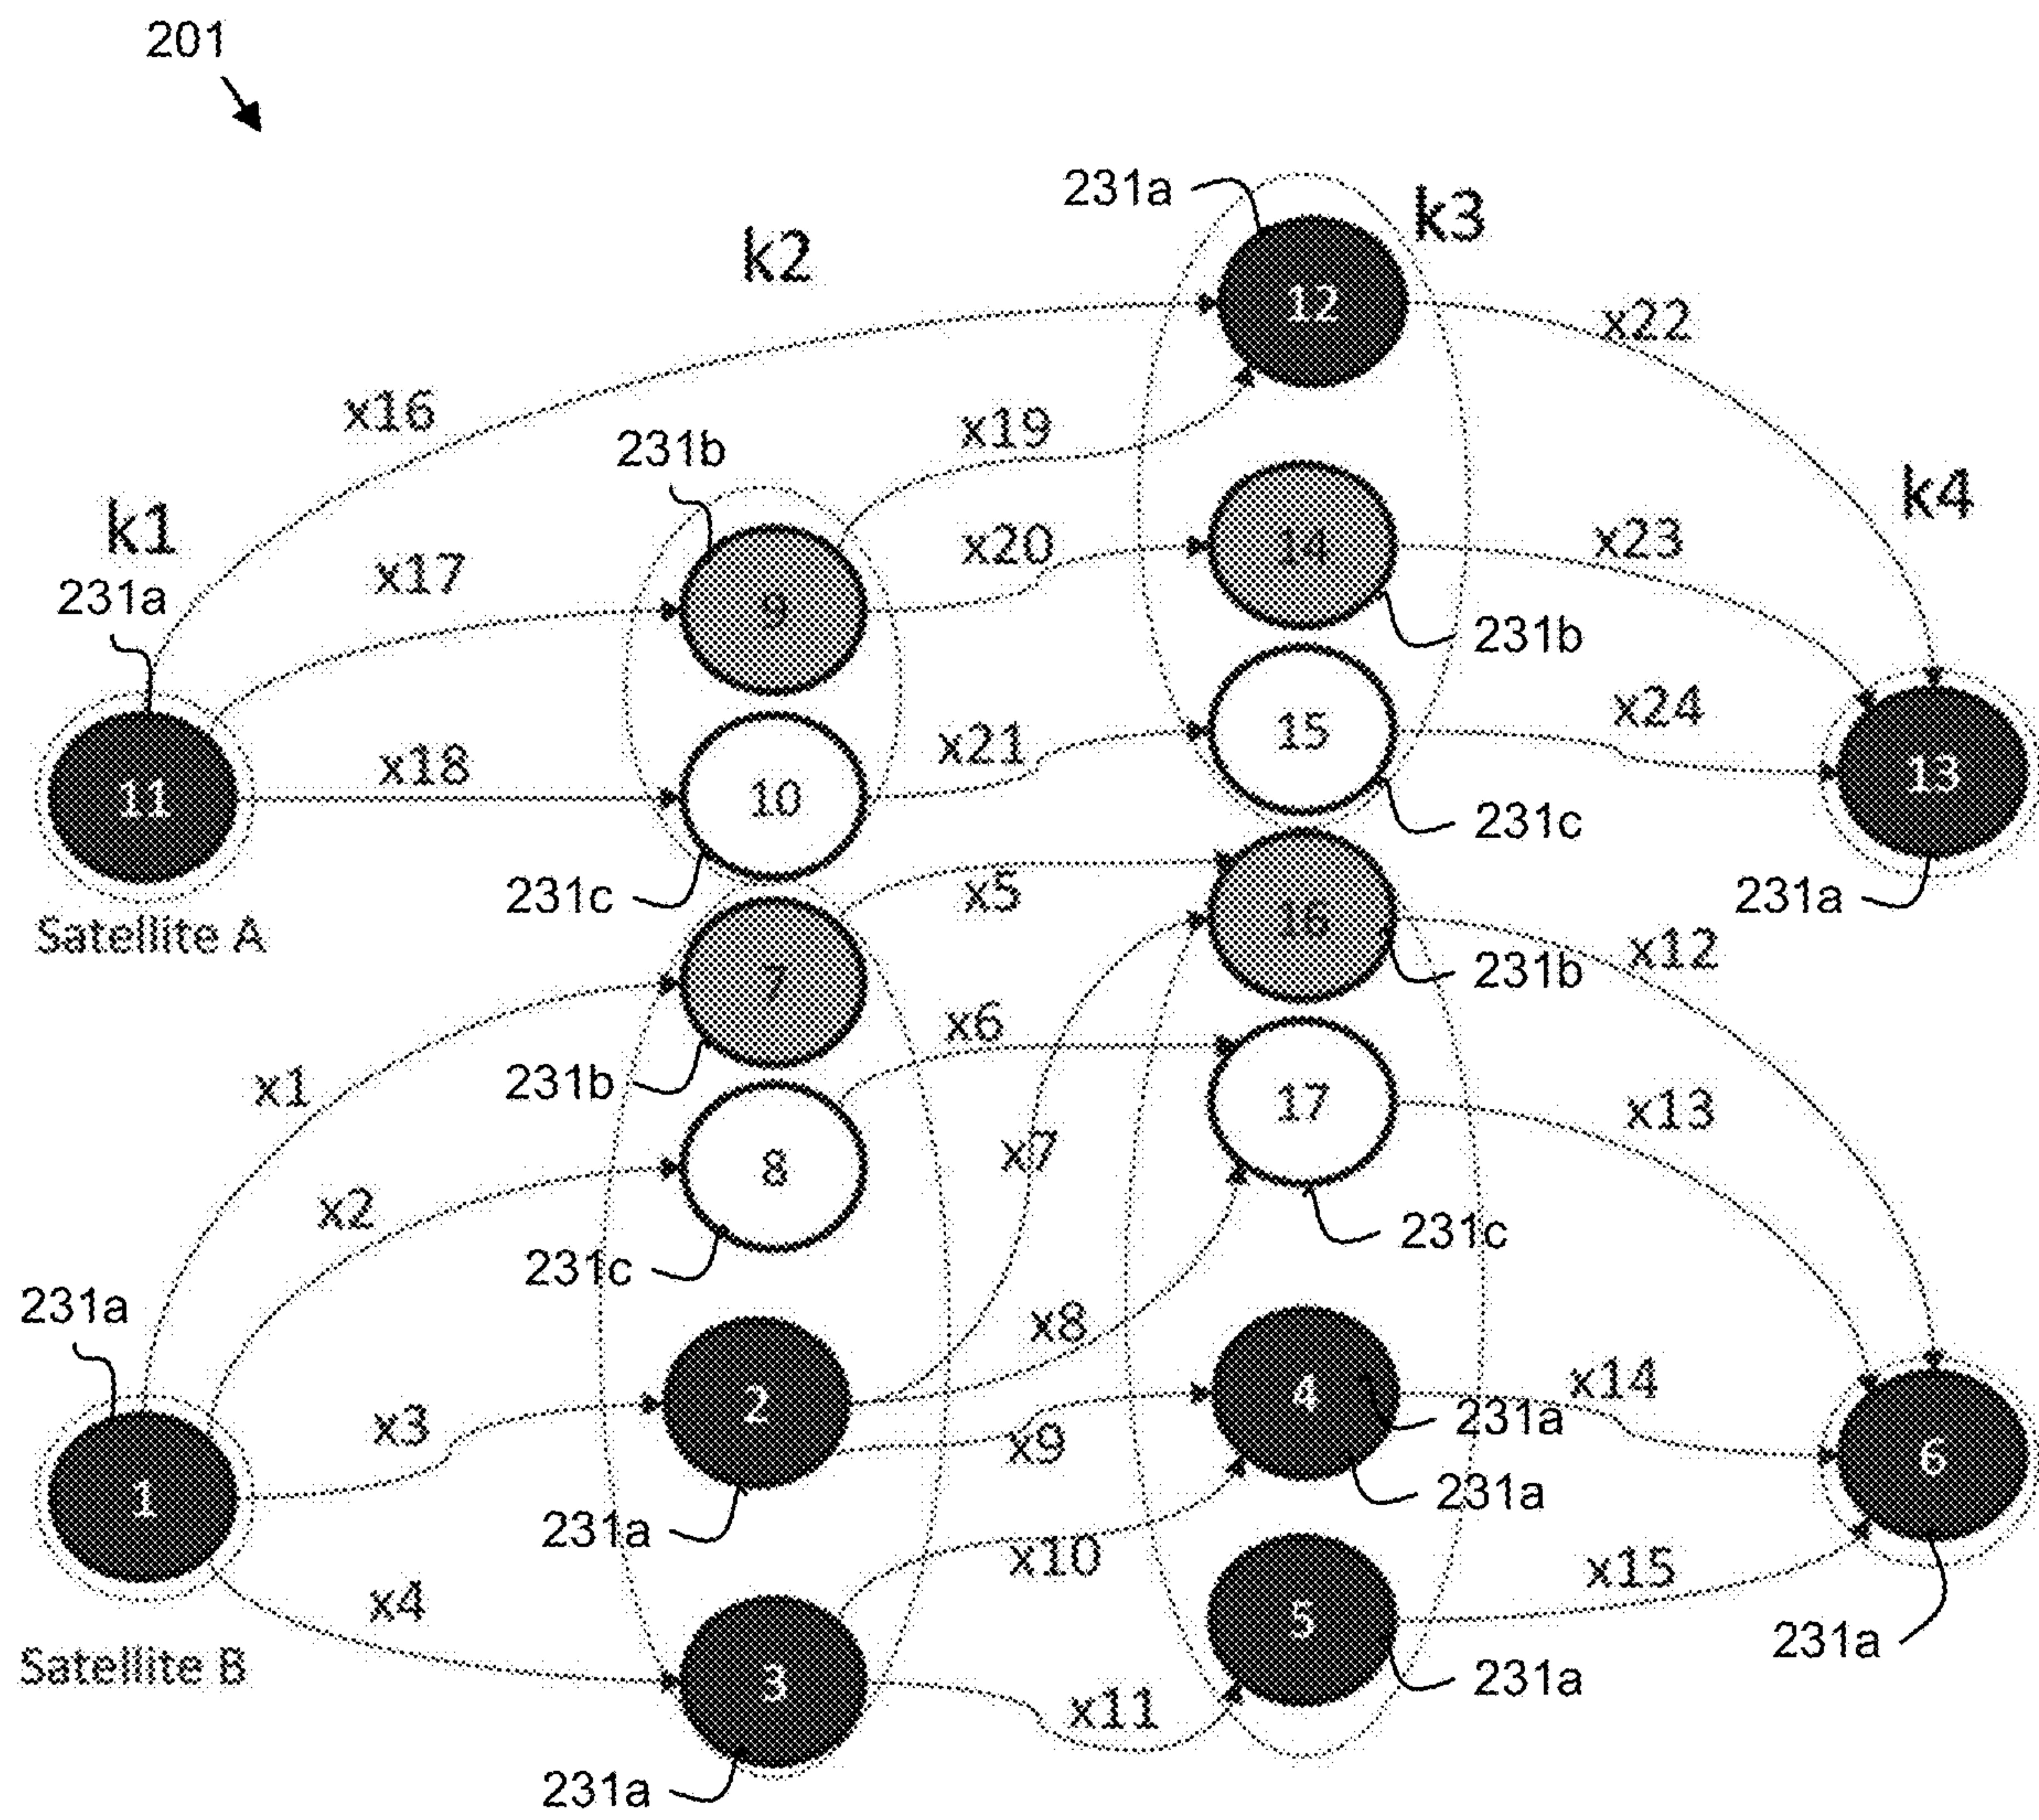 201
231a
k3
k2
12
x22
x16
x19
231b
k4
k1
x17
x20
14
x23
231a
9
231b
x21
15
x24
x18
11
10
13
231c
231c
x5
231a
Satellite A
16
x12
7
231b
x6
x1
231b
17
x13
x7
8
x2
231c
231c
231a
x8
x14
2
4
x3
x9
231a
1
6
231a
231a
x10
x15
x4
5
231a
Satellite B
3
x11
231a
231a